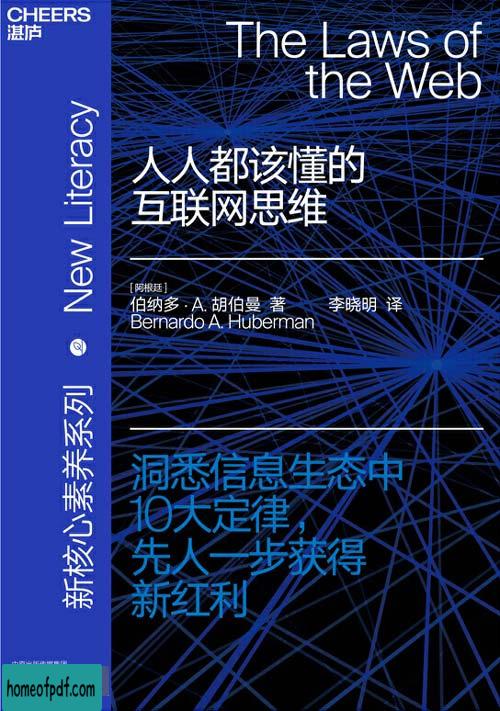 CHEERS
湛庐
The Laws of
the Web
人人都该懂的
互联网思维
[阿根廷]
伯纳多·A. 胡伯曼 著 李晓明 译
Bernardo A. Huberman
洞悉信息生态中
10大定律，
先人一步获得
新红利
新核心素养系列 New Literacy
homeofpdf.com